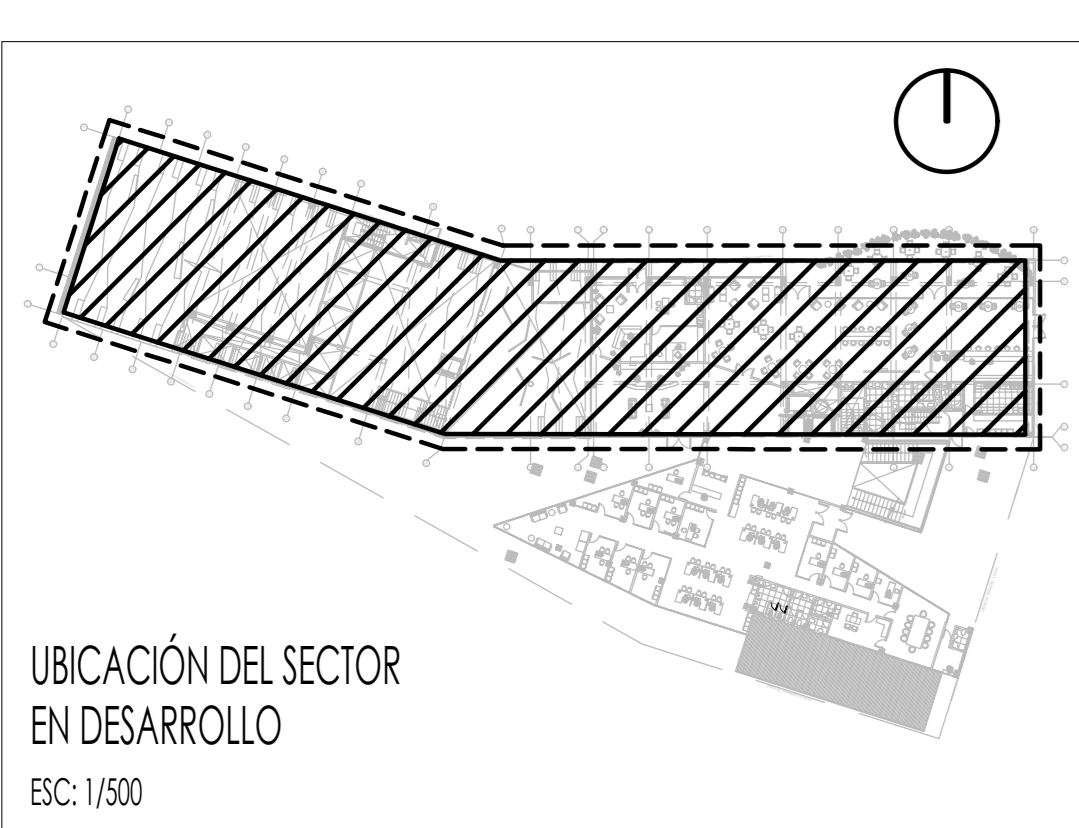 UBICACIÓN DEL SECTOR
EN DESARROLLO
ESC: 1/500